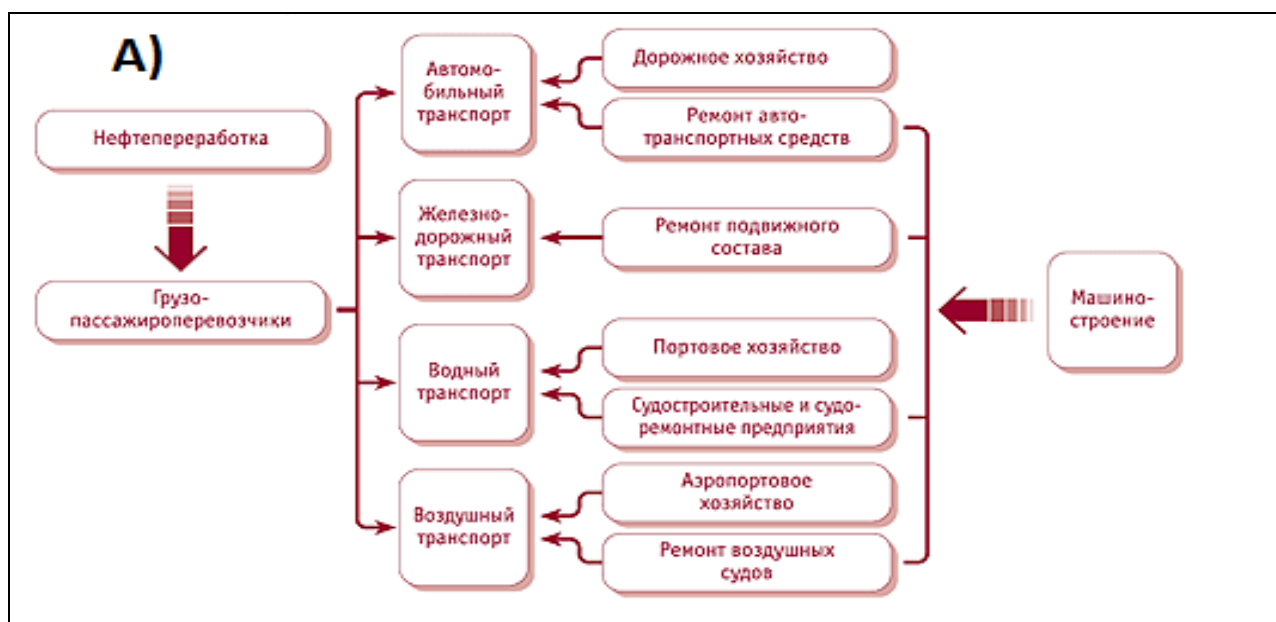 А)
Нефтепереработка
Грузо-
пассажироперевозчики
Автомо-
бильный
транспорт
Железно-
дорожный
транспорт
Водный
транспорт
Воздушный
транспорт
Дорожное хозяйство
Ремонт авто-
транспортных средств
Ремонт подвижного
состава
Портовое хозяйство
Судостроительные и судо-
ремонтные предприятия
Аэропортовое
хозяйство
Ремонт воздушных
судов
Машино-
строение